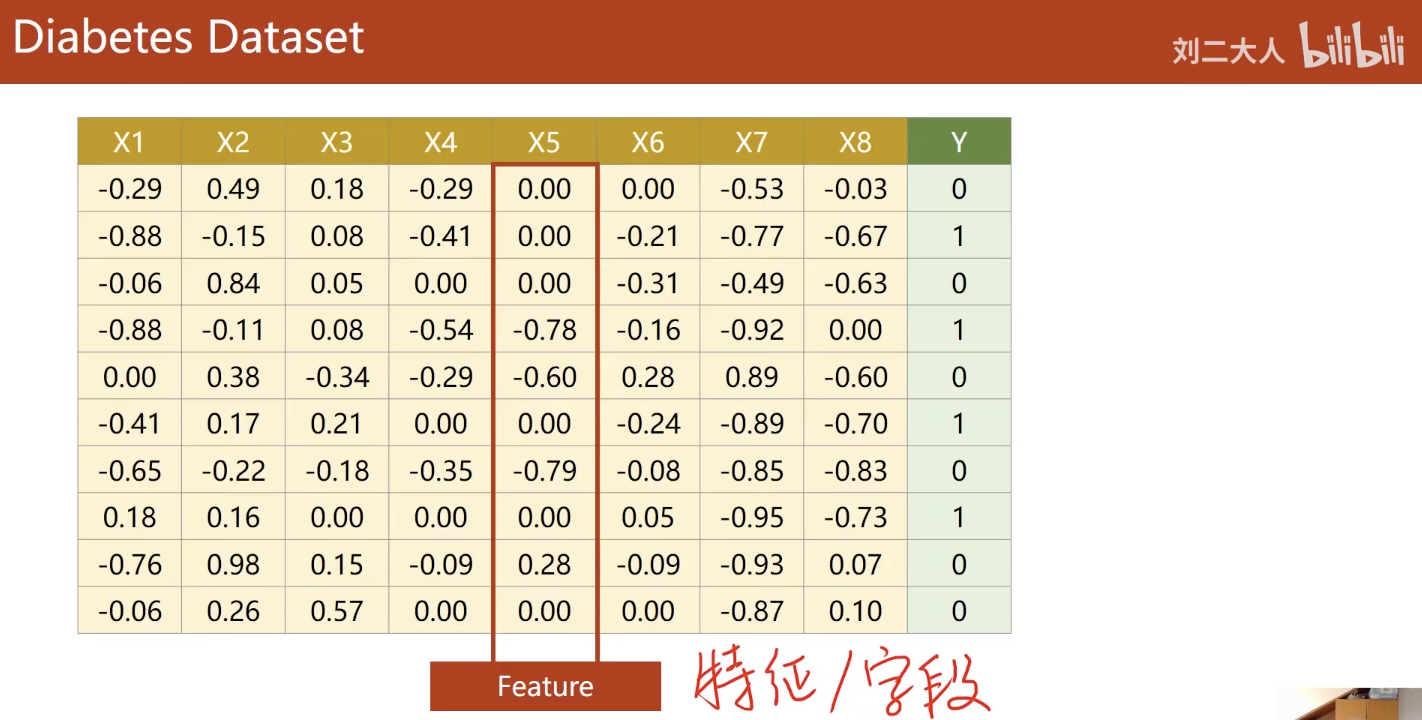 Diabetes Dataset
刘二大人 bilibili
X1 X2 X3 X4 X5 X6 X7 X8 Y
-0.29 0.49 0.18 -0.29 0.00 0.00 -0.53 -0.03 0
-0.88 -0.15 0.08 -0.41 0.00 -0.21 -0.77 -0.67 1
-0.06 0.84 0.05 0.00 0.00 -0.31 -0.49 -0.63 0
-0.88 -0.11 0.08 -0.54 -0.78 -0.16 -0.92 0.00 1
0.00 0.38 -0.34 -0.29 -0.60 0.28 0.89 -0.60 0
-0.41 0.17 0.21 0.00 0.00 -0.24 -0.89 -0.70 1
-0.65 -0.22 -0.18 -0.35 -0.79 -0.08 -0.85 -0.83 0
0.18 0.16 0.00 0.00 0.00 0.05 -0.95 -0.73 1
-0.76 0.98 0.15 -0.09 0.28 -0.09 -0.93 0.07 0
-0.06 0.26 0.57 0.00 0.00 0.00 -0.87 0.10 0
Feature 特征/字段